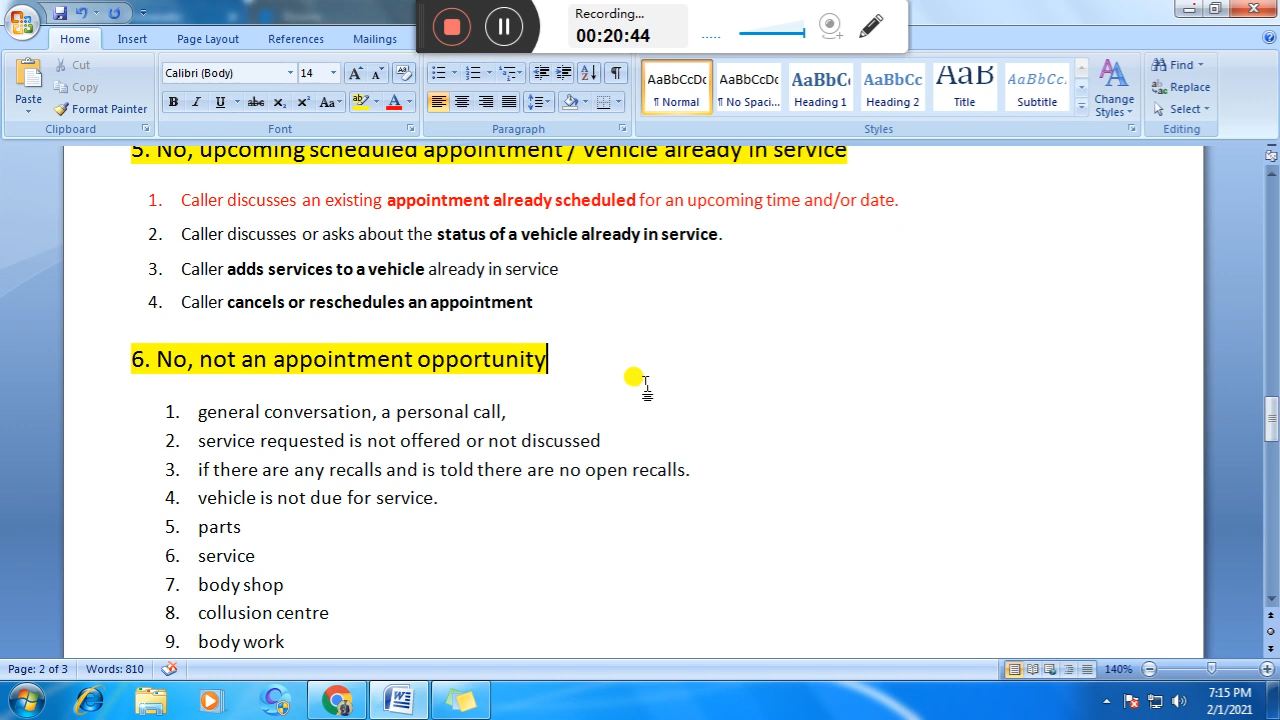 Recording...
00:20:44
Home Insert Page Layout References Mailings
Paste
Cut
Copy
Format Painter
Clipboard
Calibri (Body) 14
Font
Paragraph
AaBbCcDc AaBbCcDc AaBbC AaBbCc AaB AaBbCc.
¶ Normal ¶ No Spaci... Heading 1 Heading 2 Title Subtitle
Change Styles
Styles
Find
Replace
Select
Editing
5. No, upcoming scheduled appointment / Vehicle already in service
1. Caller discusses an existing appointment already scheduled for an upcoming time and/or date.
2. Caller discusses or asks about the status of a vehicle already in service.
3. Caller adds services to a vehicle already in service
4. Caller cancels or reschedules an appointment
6. No, not an appointment opportunity
1. general conversation, a personal call,
2. service requested is not offered or not discussed
3. if there are any recalls and is told there are no open recalls.
4. vehicle is not due for service.
5. parts
6. service
7. body shop
8. collusion centre
9. body work
Page: 2 of 3 Words: 810 140%
7:15 PM
2/1/2021